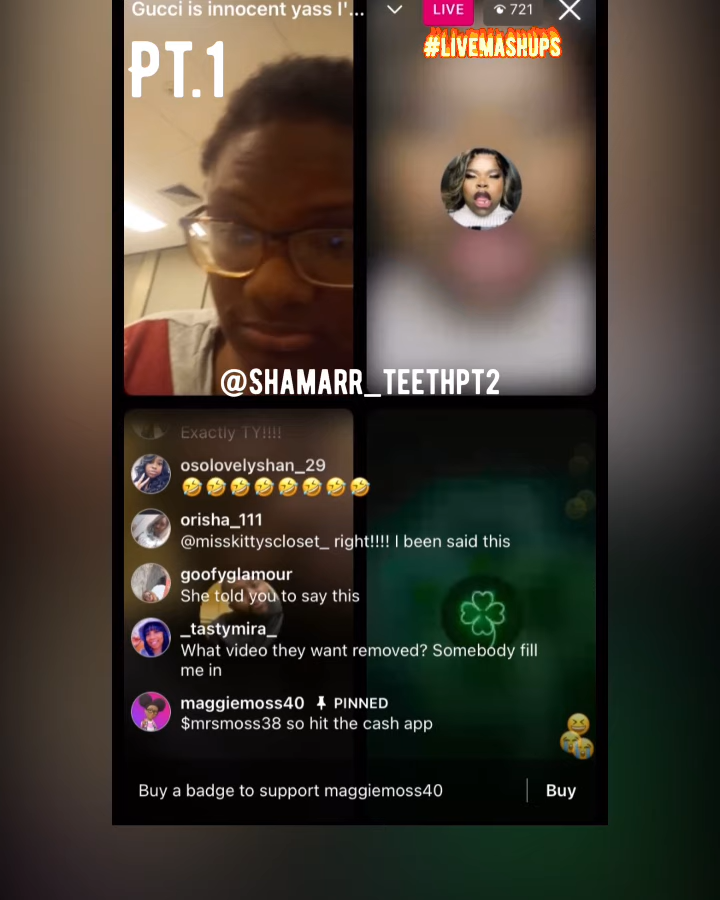 Gucci is innocent yass I'...
LIVE
721
#LIVEMASHUPS
PT.1
@SHAMARR_TEETHPT2
Exactly TY!!!!
osolovelyshan_29
🤣🤣🤣🤣🤣🤣🤣🤣
orisha_111
@misskittyscloset_ right!!!! I been said this
goofyglamour
She told you to say this
_tastymira_
What video they want removed? Somebody fill
me in
maggiemoss40 PINNED
$mrsmoss38 so hit the cash app
Buy a badge to support maggiemoss40
Buy